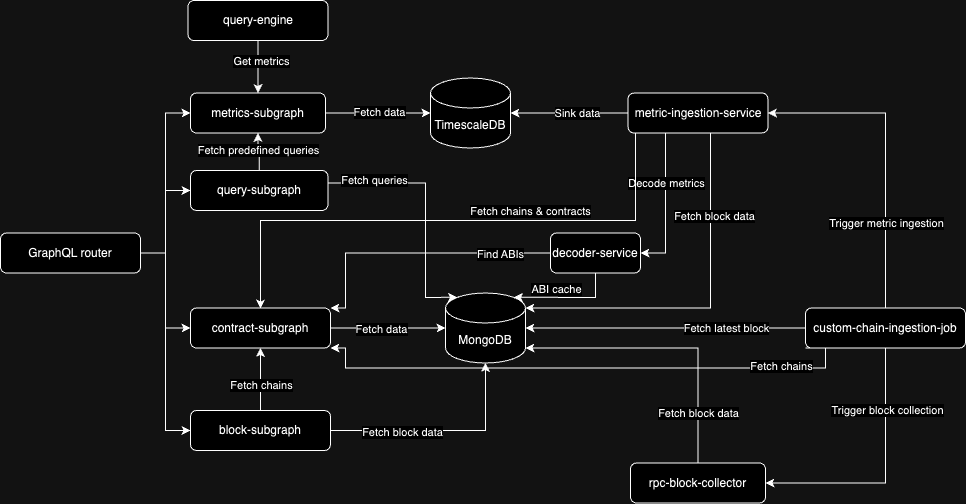 query-engine
Get metrics
metrics-subgraph
Fetch data
TimescaleDB
Sink data
metric-ingestion-service
Fetch predefined queries
query-subgraph
Fetch queries
Decode metrics
Fetch chains & contracts
Fetch block data
Trigger metric ingestion
GraphQL router
Find ABIs
decoder-service
ABI cache
contract-subgraph
Fetch data
MongoDB
Fetch latest block
custom-chain-ingestion-job
Fetch chains
Fetch chains
Fetch block data
Trigger block collection
block-subgraph
Fetch block data
rpc-block-collector